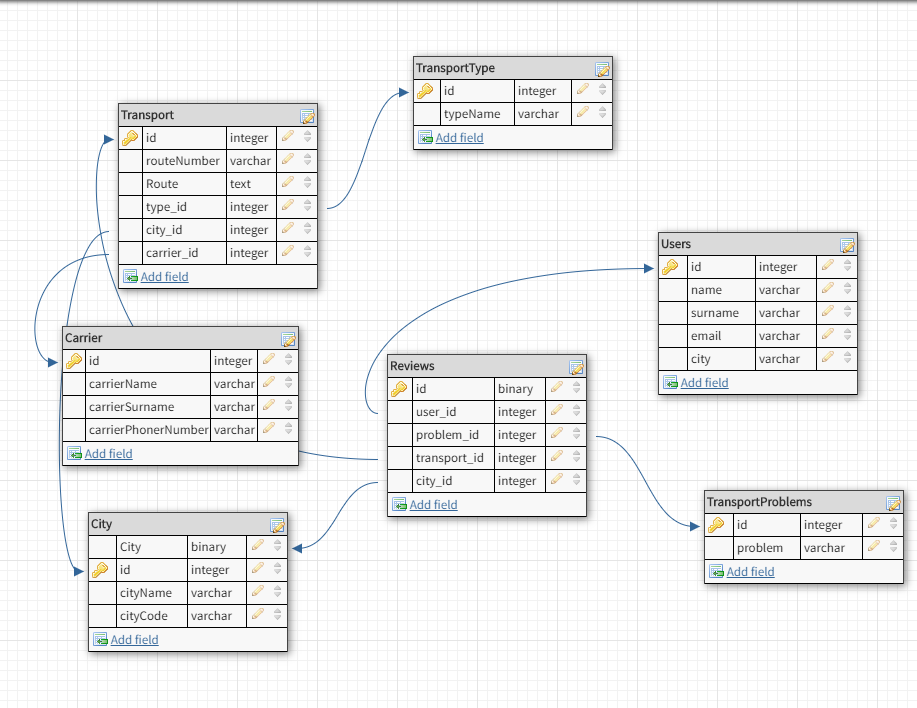 TransportType
id integer
typeName varchar
Add field
Transport
id integer
routeNumber varchar
Route text
type_id integer
city_id integer
carrier_id integer
Add field
Users
id integer
name varchar
surname varchar
email varchar
city varchar
Add field
Carrier
id integer
carrierName varchar
carrierSurname varchar
carrierPhonerNumber varchar
Add field
Reviews
id binary
user_id integer
problem_id integer
transport_id integer
city_id integer
Add field
TransportProblems
id integer
problem varchar
Add field
City
City binary
id integer
cityName varchar
cityCode varchar
Add field